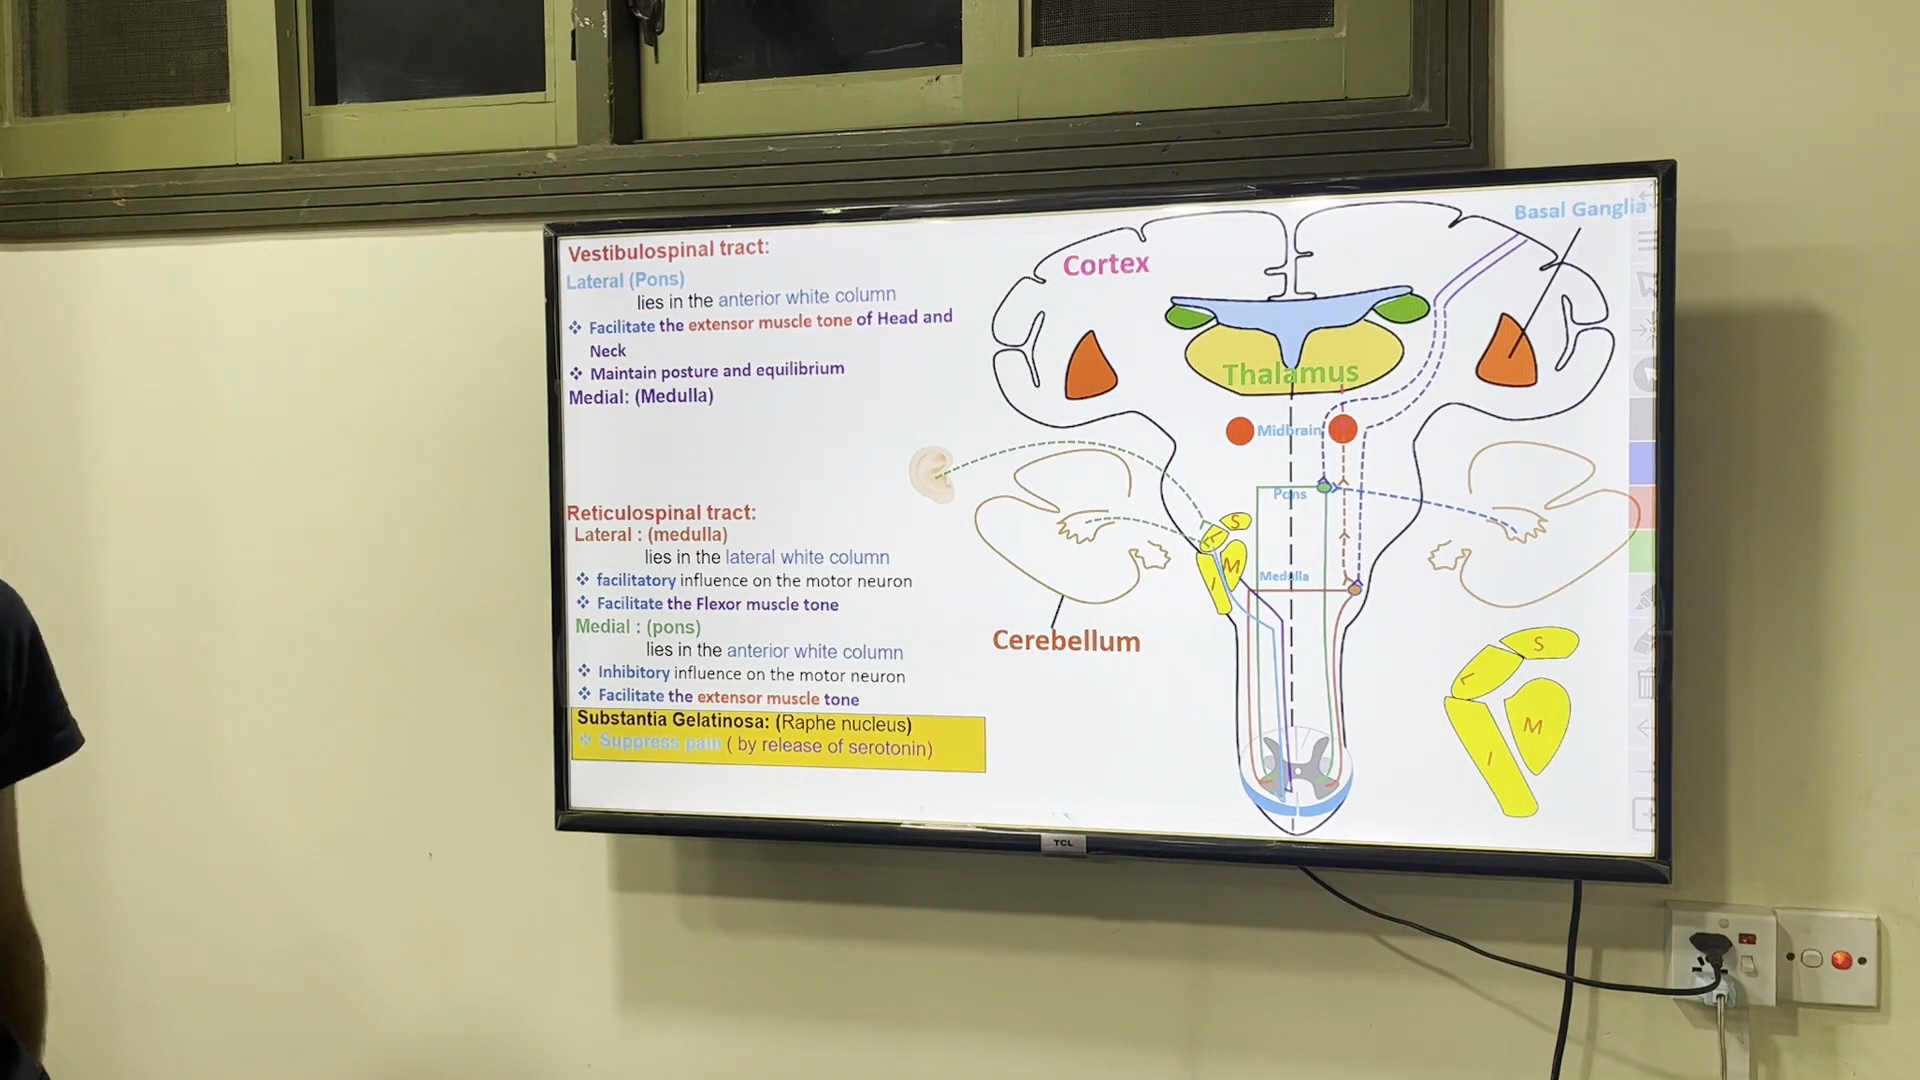 Vestibulospinal tract:
Lateral (Pons)
lies in the anterior white column
Facilitate the extensor muscle tone of Head and
Neck
Maintain posture and equilibrium
Medial: (Medulla)
Reticulospinal tract:
Lateral : (medulla)
lies in the lateral white column
facilitatory influence on the motor neuron
Facilitate the Flexor muscle tone
Medial : (pons)
lies in the anterior white column
Inhibitory influence on the motor neuron
Facilitate the extensor muscle tone
Substantia Gelatinosa: (Raphe nucleus)
Suppress pain ( by release of serotonin)
Basal Ganglia
Cortex
Thalamus
Midbrain
Pons
S
L
M
I
Medulla
Cerebellum
S
L
M
I
TCL